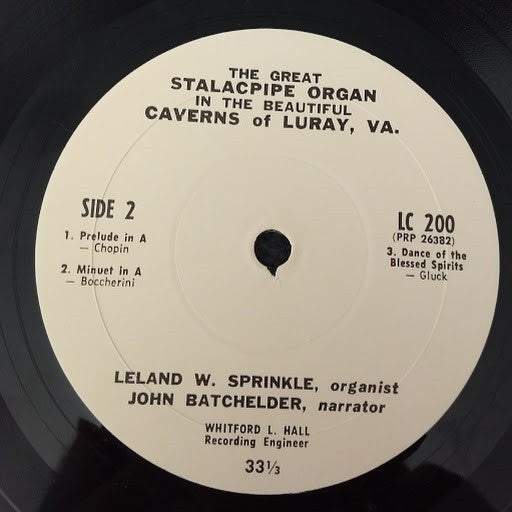 THE GREAT
STALACPIPE ORGAN
IN THE BEAUTIFUL
CAVERNS of LURAY, VA.
SIDE 2
1. Prelude in A
— Chopin
2. Minuet in A
— Boccherini
LC 200
(PRP 26382)
3. Dance of the
Blessed Spirits
— Gluck
LELAND W. SPRINKLE, organist
JOHN BATCHELDER, narrator
WHITFORD L. HALL
Recording Engineer
33⅓